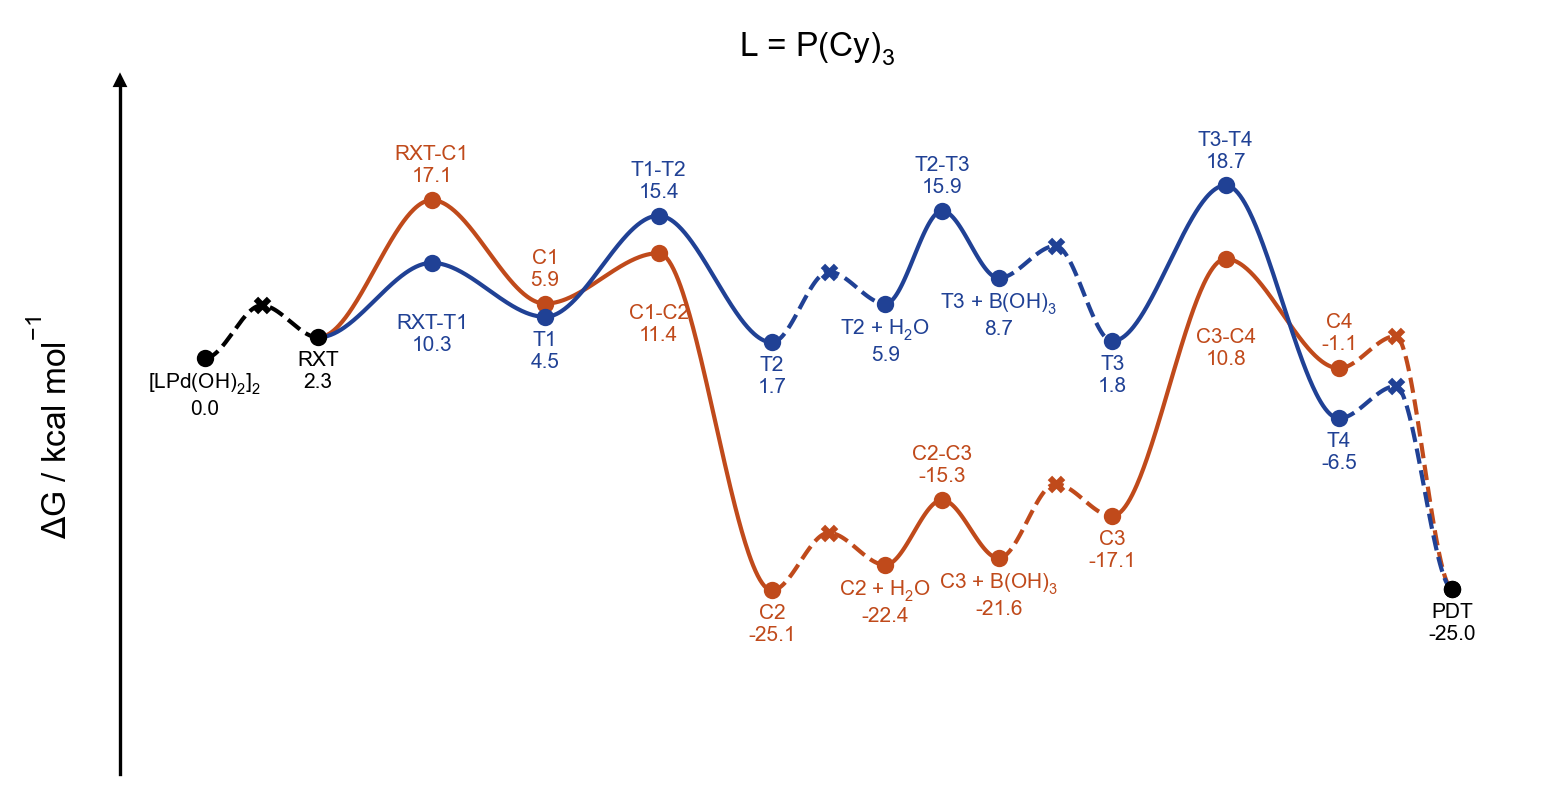 L = P(Cy)₃
ΔG / kcal mol⁻¹
[LPd(OH)₂]₂
0.0
RXT
2.3
RXT-C1
17.1
RXT-T1
10.3
C1
5.9
T1
4.5
T1-T2
15.4
C1-C2
11.4
T2
1.7
C2
-25.1
T2 + H₂O
5.9
C2 + H₂O
-22.4
T2-T3
15.9
C2-C3
-15.3
T3 + B(OH)₃
8.7
C3 + B(OH)₃
-21.6
T3
1.8
C3
-17.1
T3-T4
18.7
C3-C4
10.8
C4
-1.1
T4
-6.5
PDT
-25.0